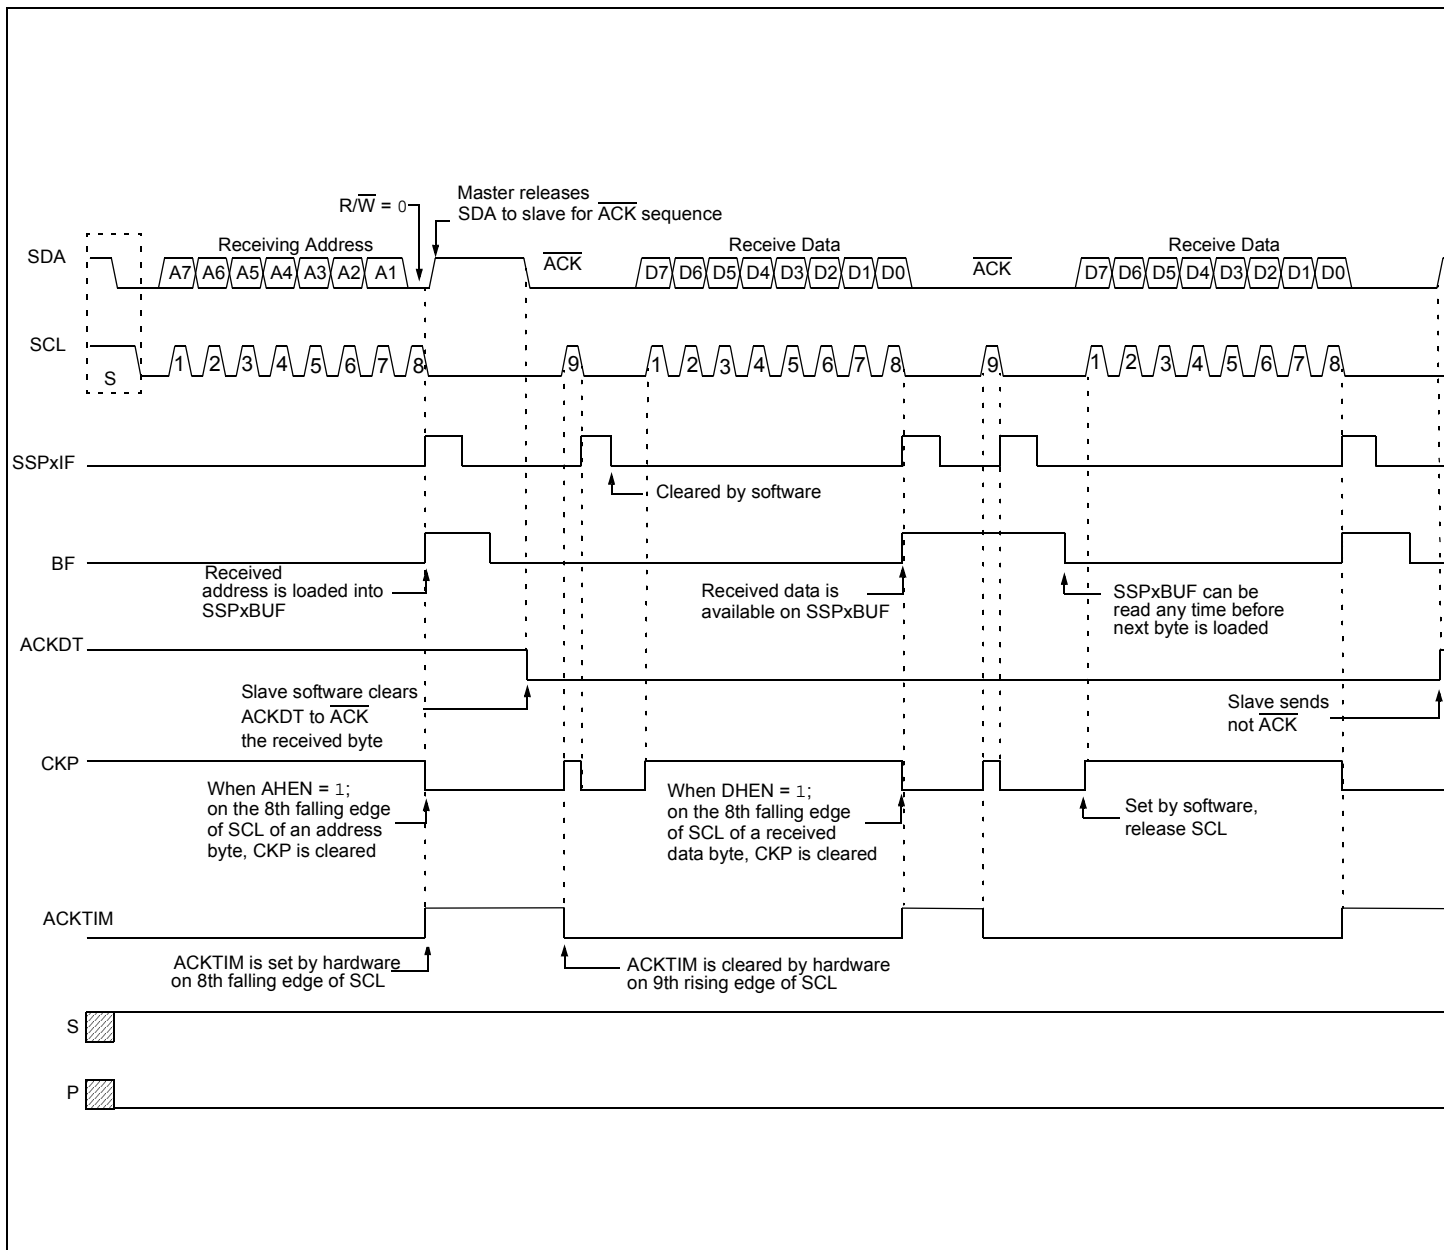 R/W = 0
Master releases
SDA to slave for ACK sequence
SDA
Receiving Address
ACK
Receive Data
ACK
Receive Data
A7 A6 A5 A4 A3 A2 A1
D7 D6 D5 D4 D3 D2 D1 D0
D7 D6 D5 D4 D3 D2 D1 D0
SCL
S
1 2 3 4 5 6 7 8 9
1 2 3 4 5 6 7 8 9
1 2 3 4 5 6 7 8
SSPxIF
Cleared by software
BF
Received
address is loaded into
SSPxBUF
Received data is
available on SSPxBUF
SSPxBUF can be
read any time before
next byte is loaded
ACKDT
Slave software clears
ACKDT to ACK
the received byte
Slave sends
not ACK
CKP
When AHEN = 1;
on the 8th falling edge
of SCL of an address
byte, CKP is cleared
When DHEN = 1;
on the 8th falling edge
of SCL of a received
data byte, CKP is cleared
Set by software,
release SCL
ACKTIM
ACKTIM is set by hardware
on 8th falling edge of SCL
ACKTIM is cleared by hardware
on 9th rising edge of SCL
S
P